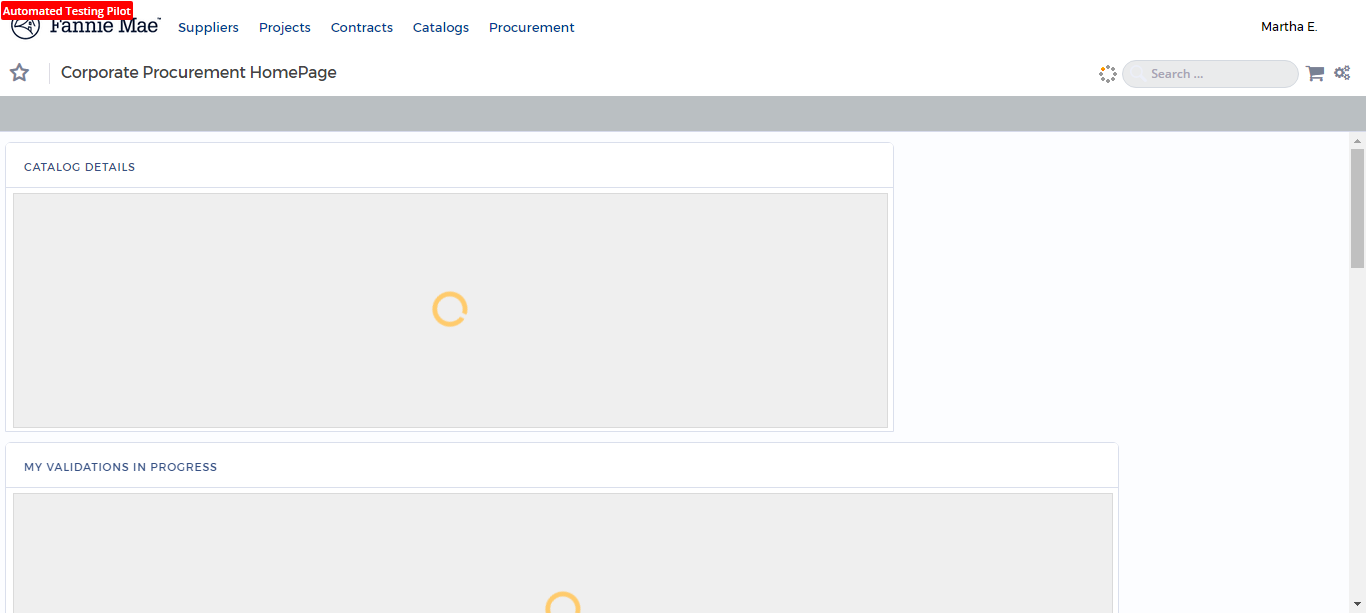 Automated Testing Pilot
Fannie Mae™
Suppliers Projects Contracts Catalogs Procurement
Martha E.
Corporate Procurement HomePage
Search ...
CATALOG DETAILS
MY VALIDATIONS IN PROGRESS